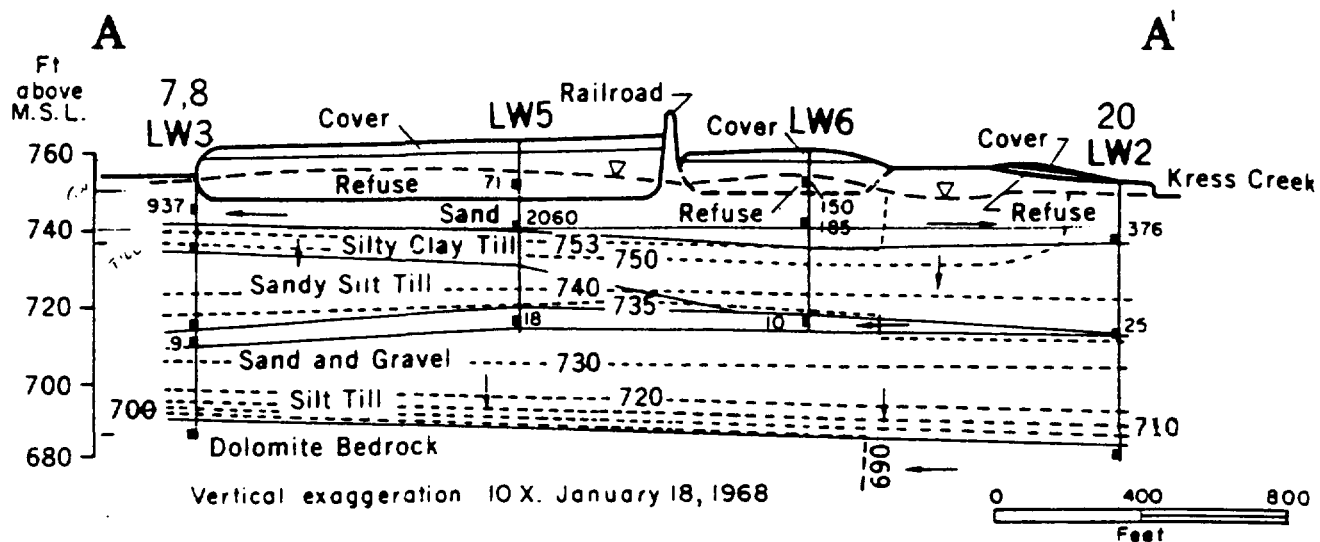 A A'
Ft
above
M.S.L.
7,8
LW3
Cover
LW5
Railroad
Cover
LW6
Cover
20
LW2
760
Refuse
71
Refuse
150
185
Refuse
Kress Creek
937
Sand
2060
376
740
Silty Clay Till
753
750
TILL
Sandy Silt Till
740
735
720
18
10
25
9
Sand and Gravel
730
700
Silt Till
720
700
710
680
Dolomite Bedrock
690
Vertical exaggeration 10 X. January 18, 1968
0 400 800
Feet